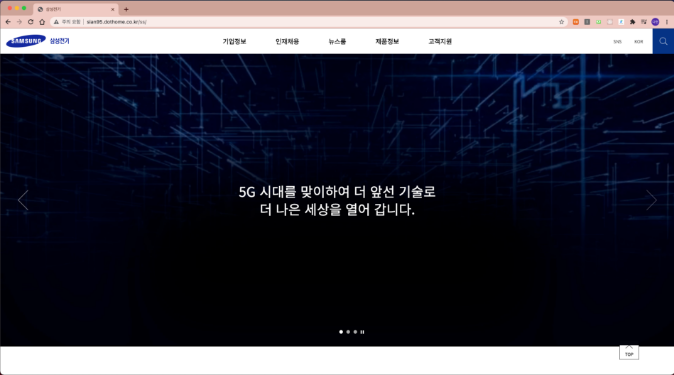 삼성전기
주의 요함 | sian95.dothome.co.kr/ss/
SAMSUNG 삼성전기
기업정보 인재채용 뉴스룸 제품정보 고객지원
SNS KOR
5G 시대를 맞이하여 더 앞선 기술로
더 나은 세상을 열어 갑니다.
TOP